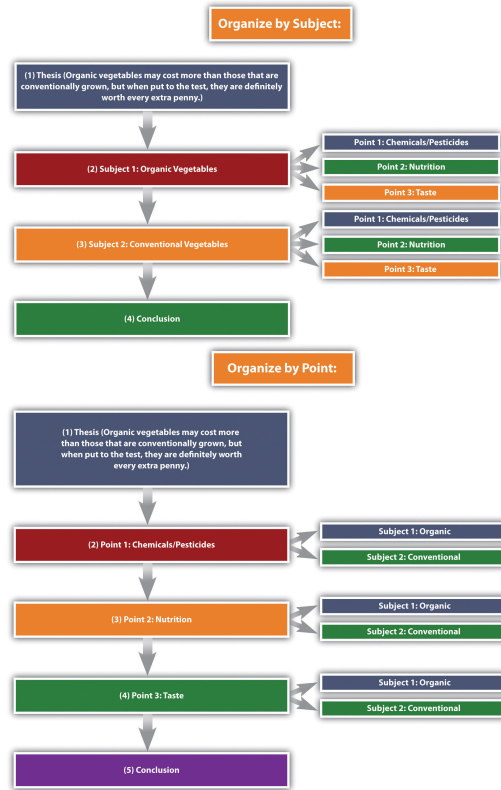 Organize by Subject:
(1) Thesis (Organic vegetables may cost more than those that are
conventionally grown, but when put to the test, they are definitely
worth every extra penny.)
(2) Subject 1: Organic Vegetables
Point 1: Chemicals/Pesticides
Point 2: Nutrition
Point 3: Taste
(3) Subject 2: Conventional Vegetables
Point 1: Chemicals/Pesticides
Point 2: Nutrition
Point 3: Taste
(4) Conclusion
Organize by Point:
(1) Thesis (Organic vegetables may cost more
than those that are conventionally grown, but
when put to the test, they are definitely worth
every extra penny.)
(2) Point 1: Chemicals/Pesticides
Subject 1: Organic
Subject 2: Conventional
(3) Point 2: Nutrition
Subject 1: Organic
Subject 2: Conventional
(4) Point 3: Taste
Subject 1: Organic
Subject 2: Conventional
(5) Conclusion